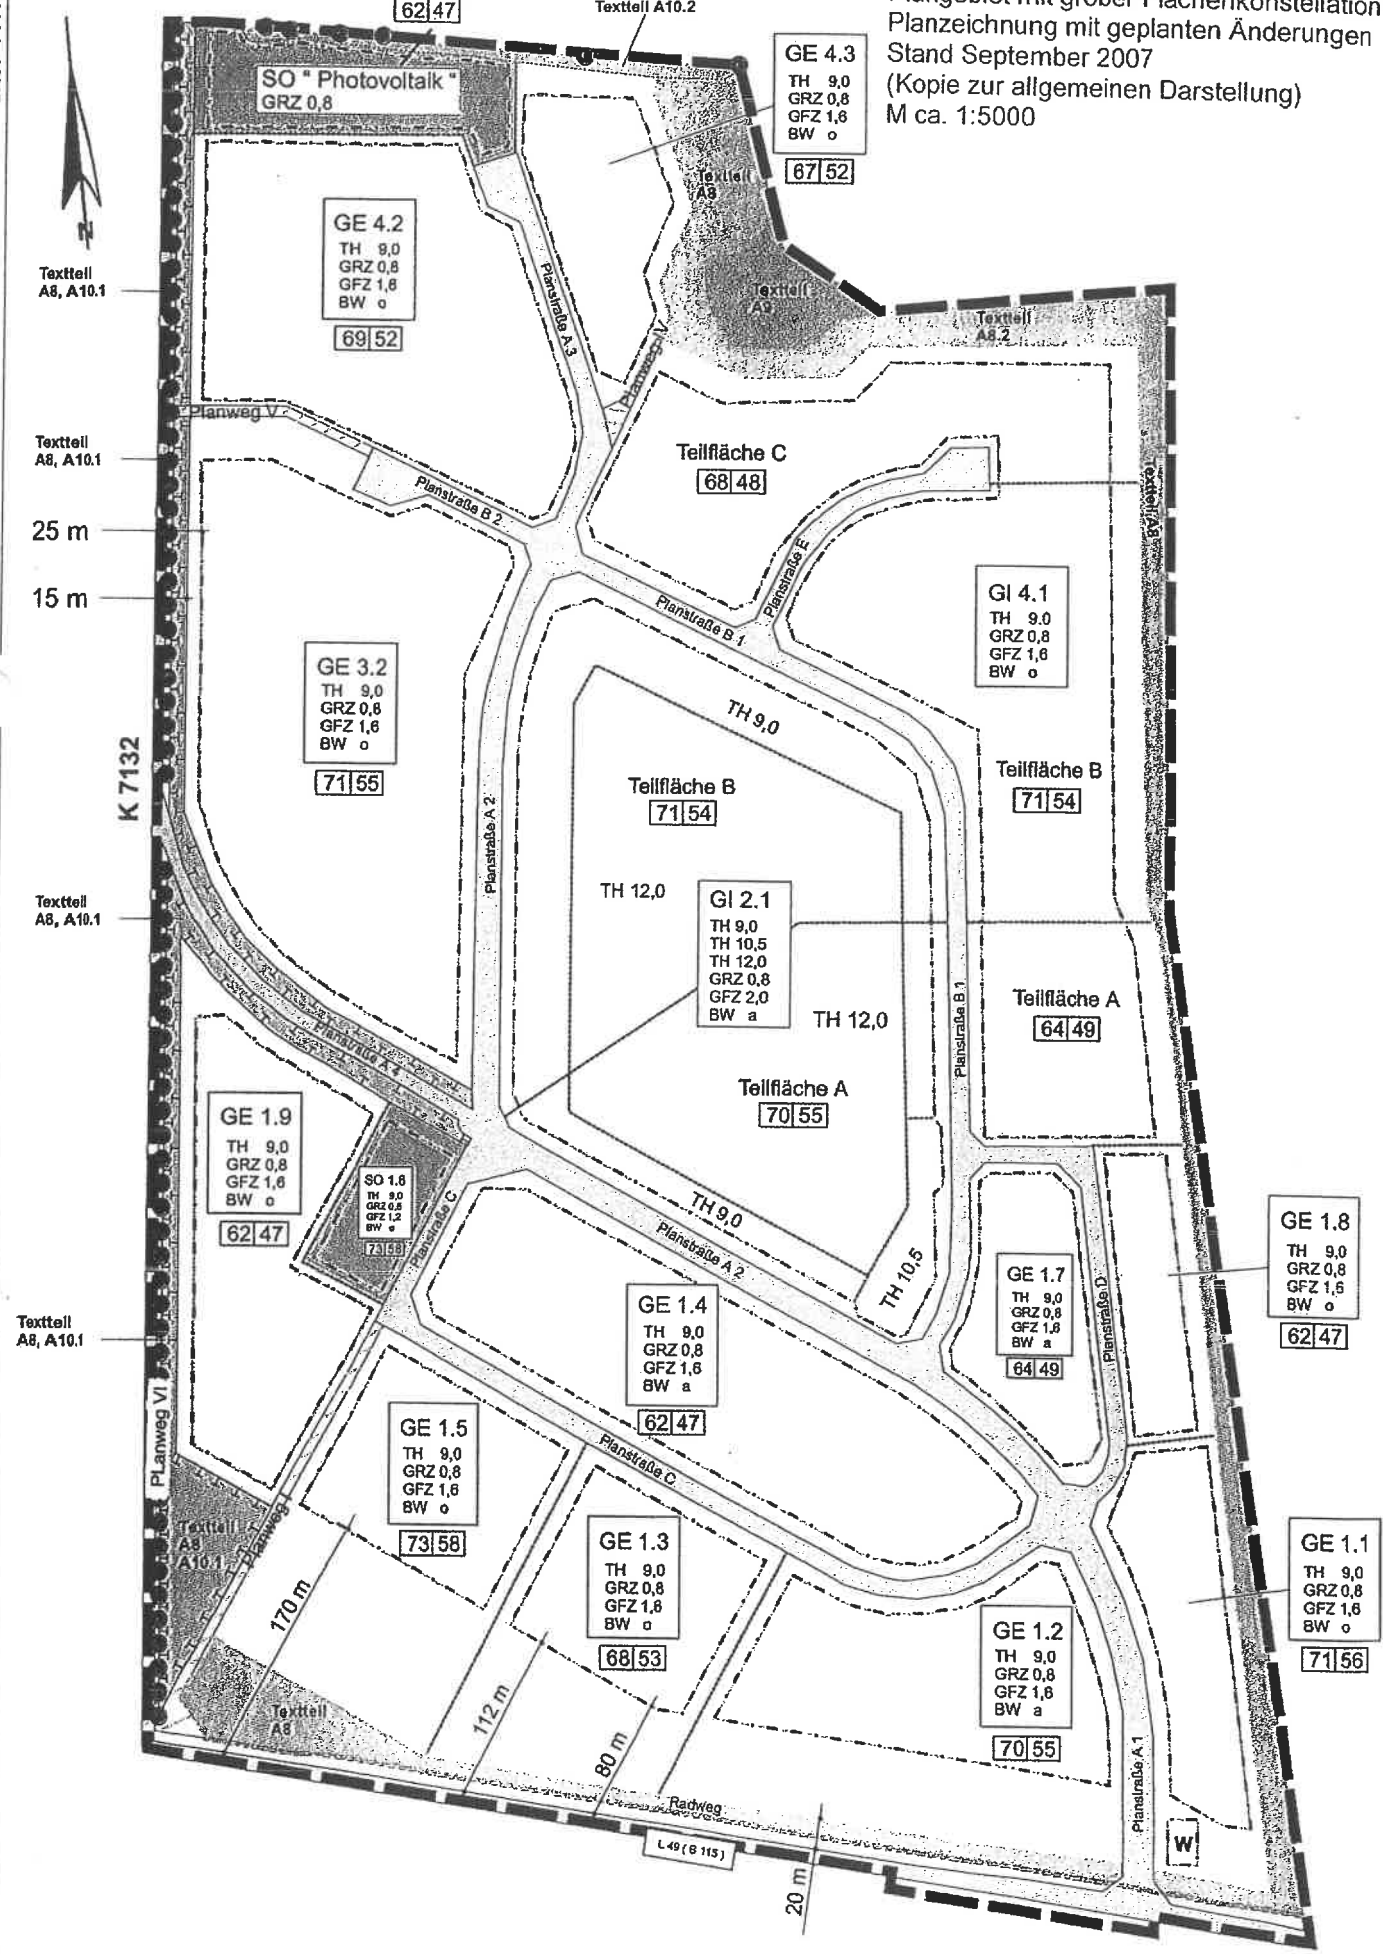 62 47
Textteil A10.2
Plangebiet mit grober Flächenkonstellation
Planzeichnung mit geplanten Änderungen
Stand September 2007
(Kopie zur allgemeinen Darstellung)
M ca. 1:5000
SO " Photovoltaik "
GRZ 0,8
GE 4.3
TH 9,0
GRZ 0,8
GFZ 1,6
BW o
67 52
Textteil
A8
N
GE 4.2
TH 9,0
GRZ 0,8
GFZ 1,6
BW o
69 52
Textteil
A8, A10.1
Planstraße A 3
Textteil
A9
Textteil
A8.2
Planweg IV
Planweg V
Textteil
A8, A10.1
Teilfläche C
68 48
Planstraße B 2
Textteil A8
25 m
15 m
Planstraße E
Planstraße B 1
GI 4.1
TH 9.0
GRZ 0,8
GFZ 1,6
BW o
GE 3.2
TH 9,0
GRZ 0,8
GFZ 1,6
BW o
71 55
K 7132
TH 9,0
Teilfläche B
71 54
Teilfläche B
71 54
Planstraße A 2
TH 12,0
GI 2.1
TH 9,0
TH 10,5
TH 12,0
GRZ 0,8
GFZ 2,0
BW a
Textteil
A8, A10.1
TH 12,0
Teilfläche A
64 49
Planstraße B 1
Planstraße A 4
Teilfläche A
70 55
GE 1.9
TH 9,0
GRZ 0,8
GFZ 1,6
BW o
62 47
SO 1.6
TH 9,0
GRZ 0,6
GFZ 1,2
BW o
73 58
Planstraße C
TH 9,0
Planstraße A 2
TH 10,5
GE 1.8
TH 9,0
GRZ 0,8
GFZ 1,6
BW o
62 47
GE 1.7
TH 9,0
GRZ 0,8
GFZ 1,6
BW a
64 49
Planstraße D
GE 1.4
TH 9,0
GRZ 0,8
GFZ 1,6
BW a
62 47
Textteil
A8, A10.1
PLanweg VI
GE 1.5
TH 9,0
GRZ 0,8
GFZ 1,6
BW o
73 58
Planstraße C
Textteil
A8
A10.1
Planweg I
GE 1.3
TH 9,0
GRZ 0,8
GFZ 1,6
BW o
68 53
GE 1.1
TH 9,0
GRZ 0,8
GFZ 1,6
BW o
71 56
GE 1.2
TH 9,0
GRZ 0,8
GFZ 1,6
BW a
70 55
170 m
112 m
80 m
Textteil
A8
Planstraße A 1
Radweg
L 49 ( B 115 )
20 m
W